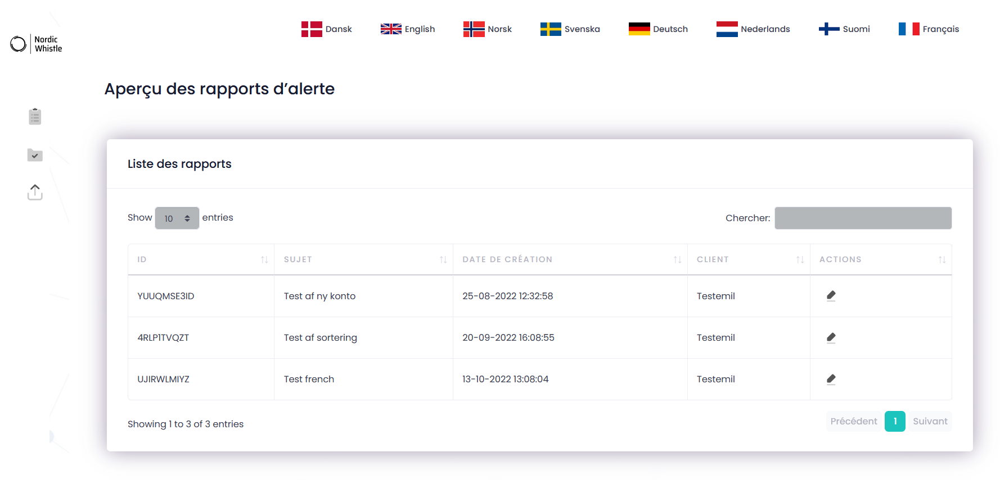 Nordic
Whistle
Dansk English Norsk Svenska Deutsch Nederlands Suomi Français
Aperçu des rapports d’alerte
Liste des rapports
Show 10 entries Chercher:
ID SUJET DATE DE CRÉATION CLIENT ACTIONS
YUUQMSE3ID Test af ny konto 25-08-2022 12:32:58 Testemil
4RLP1TVQZT Test af sortering 20-09-2022 16:08:55 Testemil
UJIRWLMIYZ Test french 13-10-2022 13:08:04 Testemil
Showing 1 to 3 of 3 entries Précédent 1 Suivant